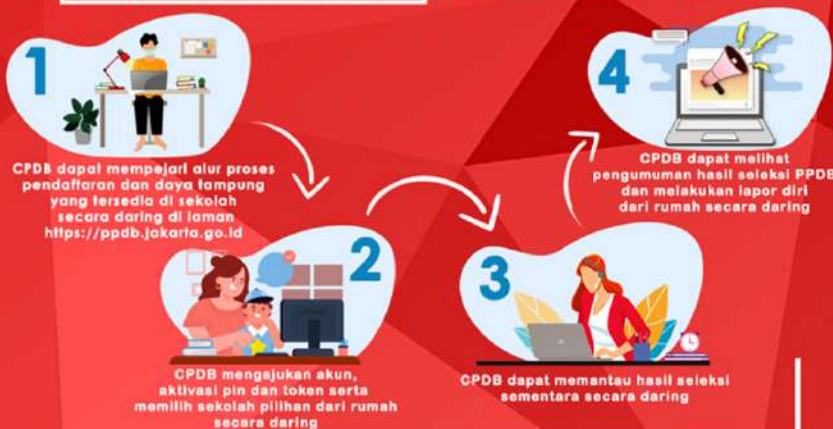 1
CPDB dapat mempejari alur proses
pendaftaran dan daya tampung
yang tersedia di sekolah
secara daring di laman
https://ppdb.jakarta.go.id
2
CPDB mengajukan akun,
aktivasi pin dan token serta
memilih sekolah pilihan dari rumah
secara daring
3
CPDB dapat memantau hasil seleksi
sementara secara daring
4
CPDB dapat melihat
pengumuman hasil seleksi PPDB
dan melakukan lapor diri
dari rumah secara daring